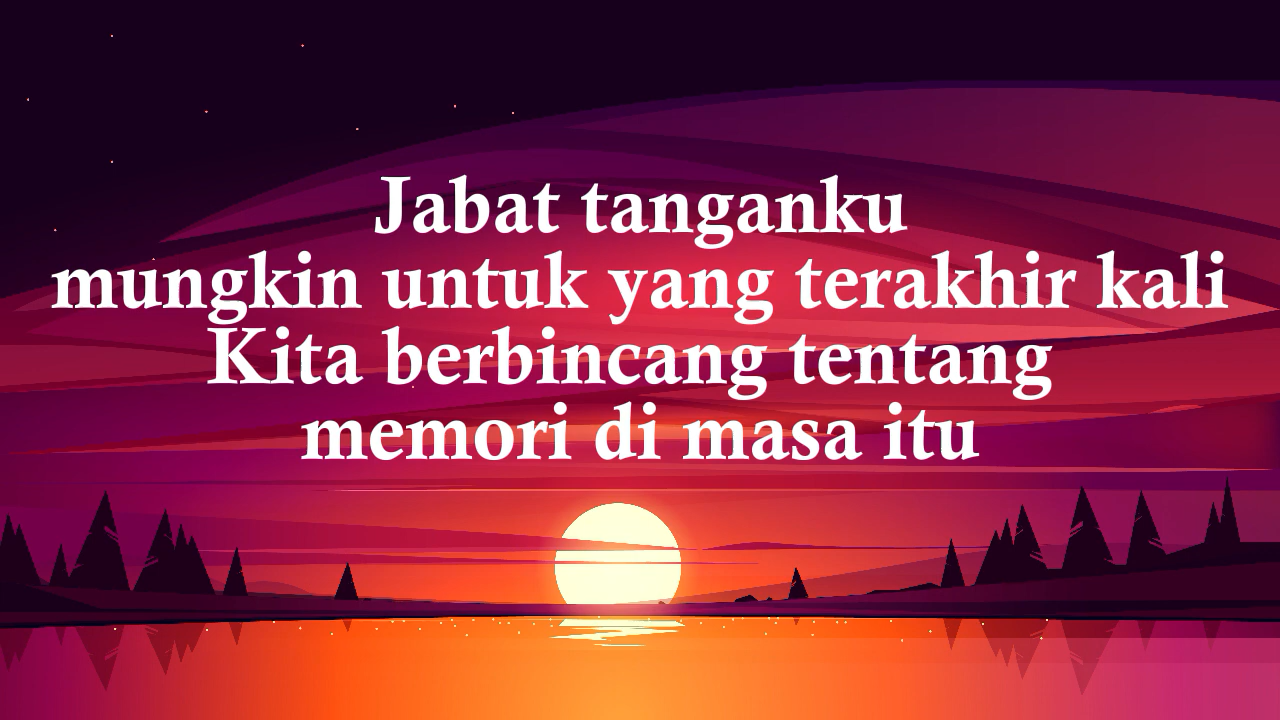 Jabat tanganku
mungkin untuk yang terakhir kali
Kita berbincang tentang
memori di masa itu